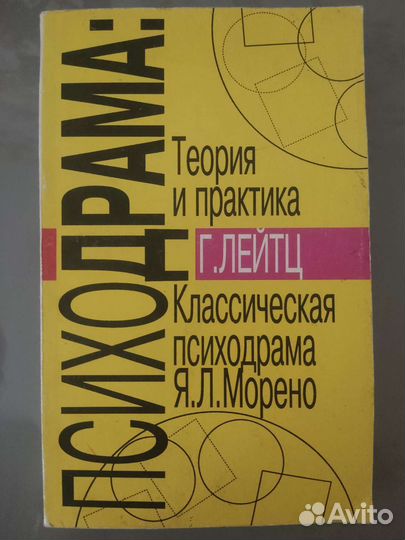 ПСИХОДРАМА:
Теория
и практика
Г. ЛЕЙТЦ
Классическая
психодрама
Я.Л.Морено
Avito